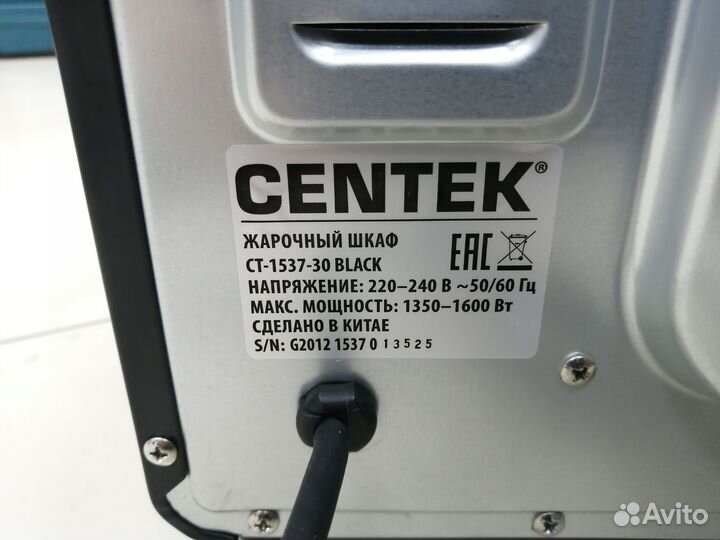 CENTEK®
ЖАРОЧНЫЙ ШКАФ
CT-1537-30 BLACK
EAC
НАПРЯЖЕНИЕ: 220–240 В ~50/60 Гц
МАКС. МОЩНОСТЬ: 1350–1600 Вт
СДЕЛАНО В КИТАЕ
S/N: G2012 1537 0 1 3 5 2 5
Avito